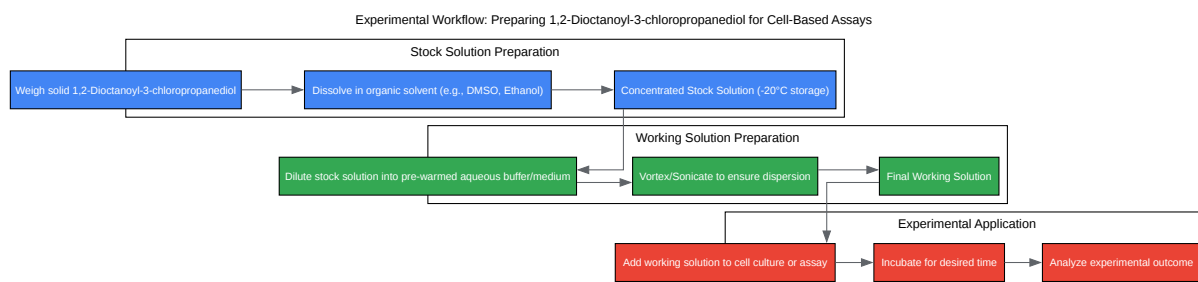 Experimental Workflow: Preparing 1,2-Dioctanoyl-3-chloropropanediol for Cell-Based Assays
Stock Solution Preparation
Weigh solid 1,2-Dioctanoyl-3-chloropropanediol
Dissolve in organic solvent (e.g., DMSO, Ethanol)
Concentrated Stock Solution (-20°C storage)
Working Solution Preparation
Dilute stock solution into pre-warmed aqueous buffer/medium
Vortex/Sonicate to ensure dispersion
Final Working Solution
Experimental Application
Add working solution to cell culture or assay
Incubate for desired time
Analyze experimental outcome